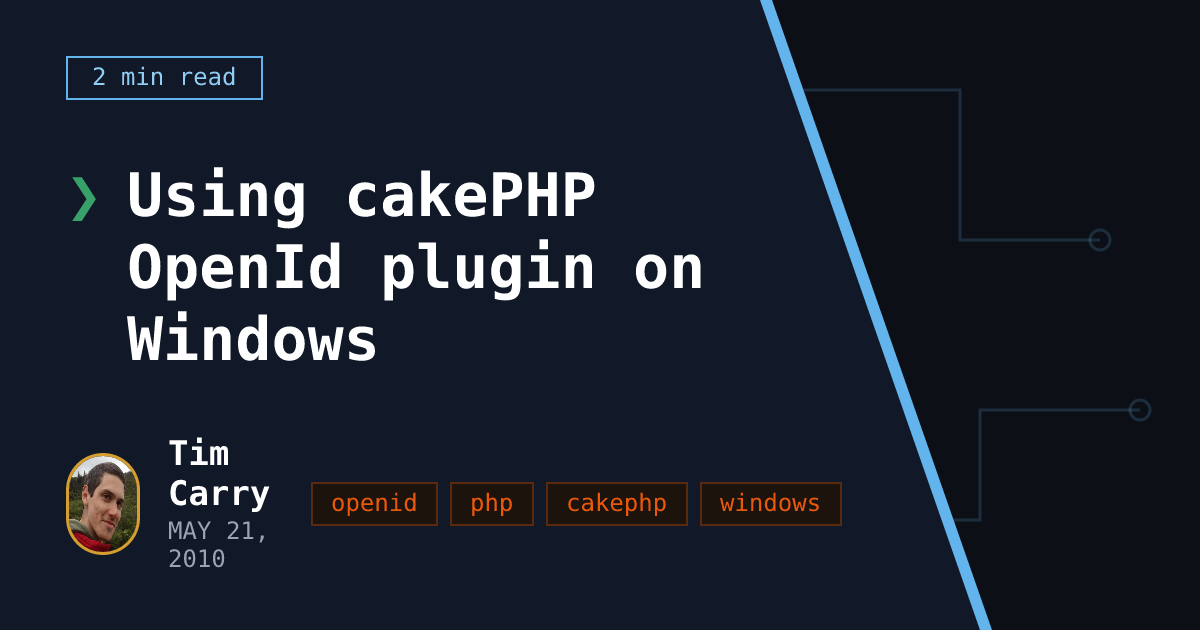 2 min read
❯ Using cakePHP
OpenId plugin on
Windows
Tim
Carry
MAY 21,
2010
openid php cakephp windows